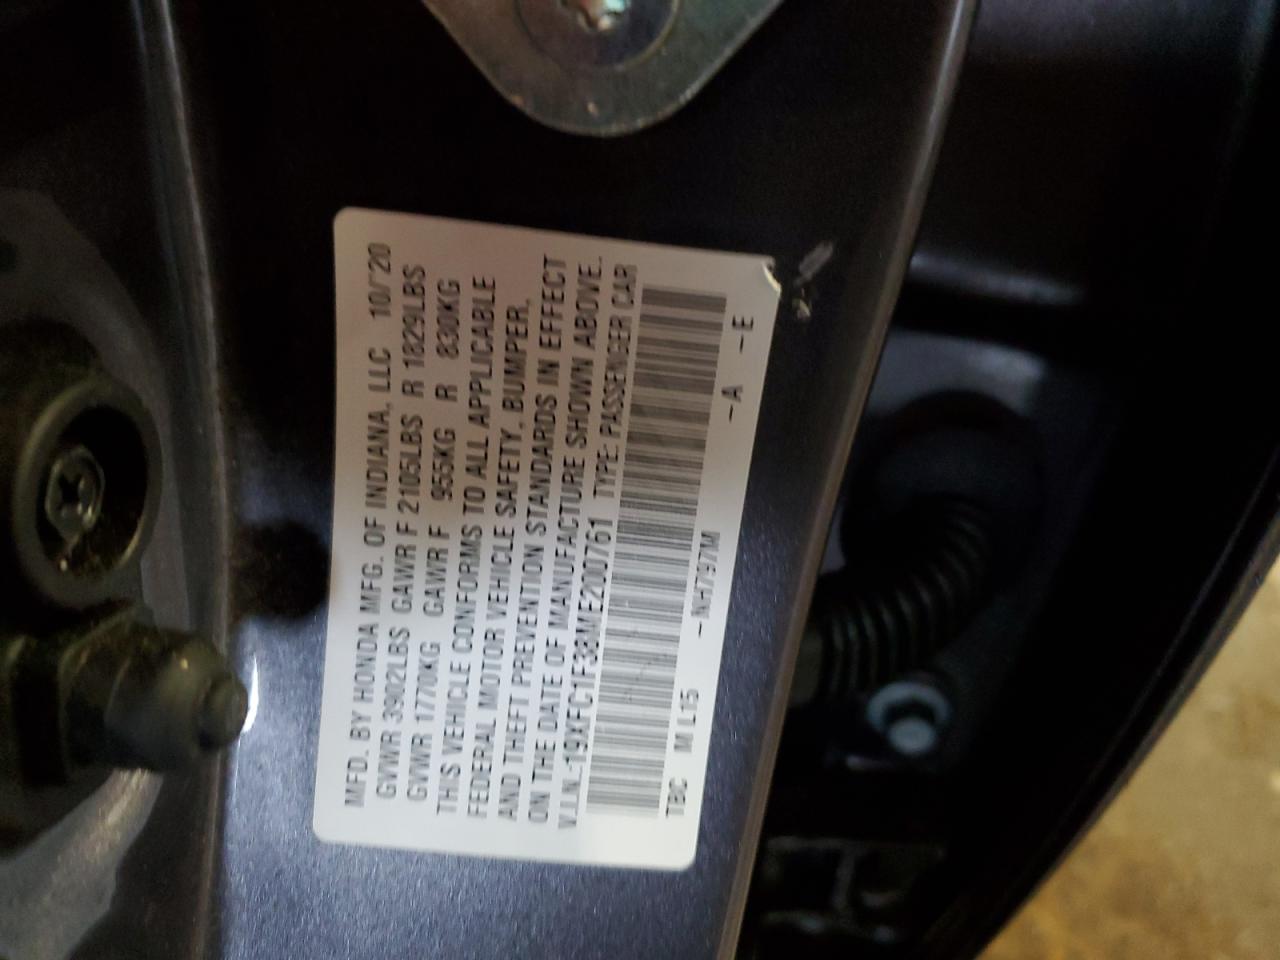 MFD. BY HONDA MFG. OF INDIANA, LLC 10/'20
GVWR 3902LBS GAWR F 2105LBS R 1829LBS
GVWR 1770KG GAWR F 955KG R 830KG
THIS VEHICLE CONFORMS TO ALL APPLICABLE
FEDERAL MOTOR VEHICLE SAFETY, BUMPER,
AND THEFT PREVENTION STANDARDS IN EFFECT
ON THE DATE OF MANUFACTURE SHOWN ABOVE.
V.I.N.:19XFC1F38ME200761 TYPE: PASSENGER CAR
TBC M L15 -NH797M -A -E